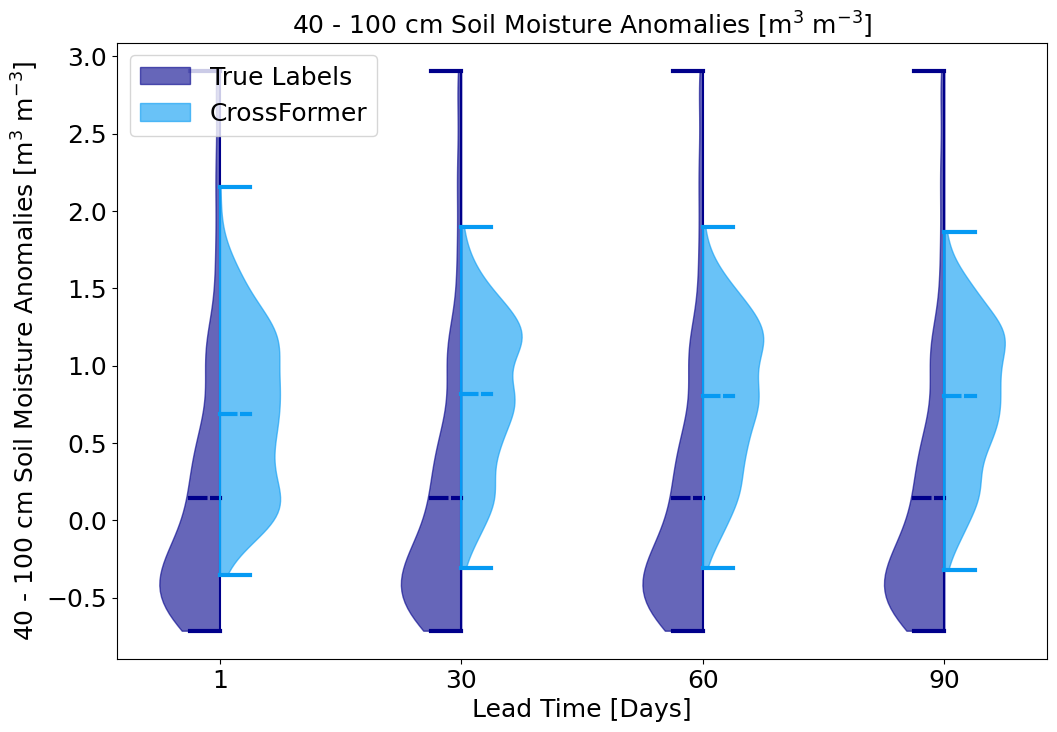 40 - 100 cm Soil Moisture Anomalies [m³ m⁻³]
40 - 100 cm Soil Moisture Anomalies [m³ m⁻³]
3.0
2.5
2.0
1.5
1.0
0.5
0.0
−0.5
True Labels
CrossFormer
1 30 60 90
Lead Time [Days]